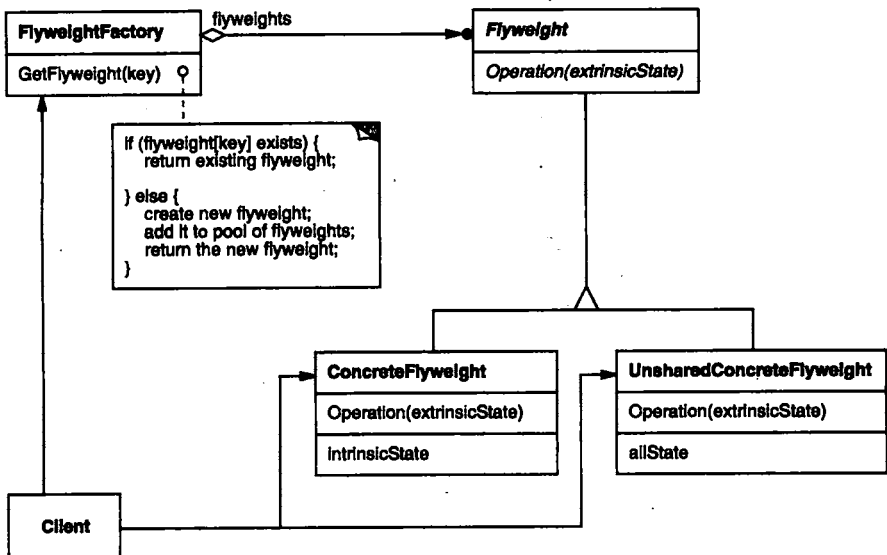 flyweights
FlyweightFactory
GetFlyweight(key)
Flyweight
Operation(extrinsicState)
if (flyweight[key] exists) {
return existing flyweight;
} else {
create new flyweight;
add it to pool of flyweights;
return the new flyweight;
}
ConcreteFlyweight
Operation(extrinsicState)
intrinsicState
UnsharedConcreteFlyweight
Operation(extrinsicState)
allState
Client